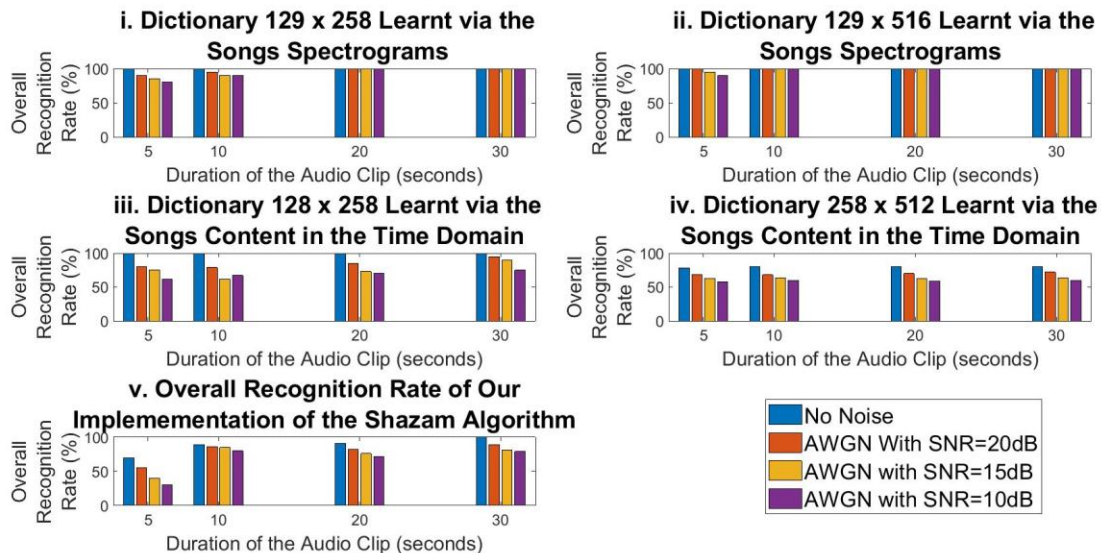 i. Dictionary 129 x 258 Learnt via the
Songs Spectrograms
Overall
Recognition
Rate (%)
100
50
0
5 10 20 30
Duration of the Audio Clip (seconds)
ii. Dictionary 129 x 516 Learnt via the
Songs Spectrograms
Overall
Recognition
Rate (%)
100
50
0
5 10 20 30
Duration of the Audio Clip (seconds)
iii. Dictionary 128 x 258 Learnt via the
Songs Content in the Time Domain
Overall
Recognition
Rate (%)
100
50
0
5 10 20 30
Duration of the Audio Clip (seconds)
iv. Dictionary 258 x 512 Learnt via the
Songs Content in the Time Domain
Overall
Recognition
Rate (%)
100
50
0
5 10 20 30
Duration of the Audio Clip (seconds)
v. Overall Recognition Rate of Our
Implemementation of the Shazam Algorithm
Overall
Recognition
Rate (%)
100
50
0
5 10 20 30
Duration of the Audio Clip (seconds)
No Noise
AWGN With SNR=20dB
AWGN with SNR=15dB
AWGN with SNR=10dB